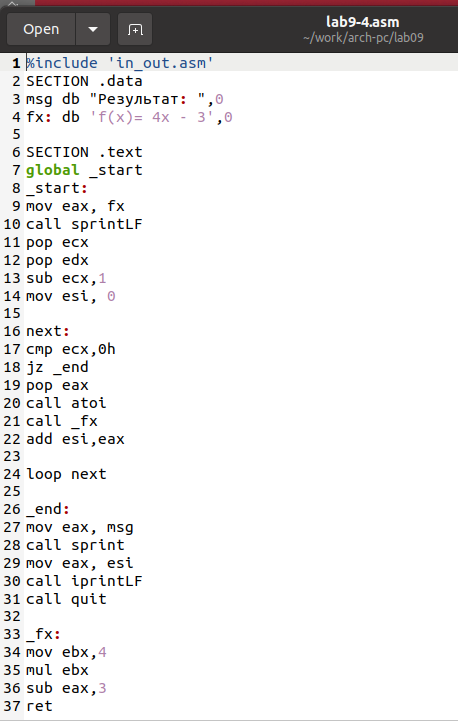 Open
lab9-4.asm
~/work/arch-pc/lab09
1 %include 'in_out.asm'
2 SECTION .data
3 msg db "Результат: ",0
4 fx: db 'f(x)= 4x - 3',0
5
6 SECTION .text
7 global _start
8 _start:
9 mov eax, fx
10 call sprintLF
11 pop ecx
12 pop edx
13 sub ecx,1
14 mov esi, 0
15
16 next:
17 cmp ecx,0h
18 jz _end
19 pop eax
20 call atoi
21 call _fx
22 add esi,eax
23
24 loop next
25
26 _end:
27 mov eax, msg
28 call sprint
29 mov eax, esi
30 call iprintLF
31 call quit
32
33 _fx:
34 mov ebx,4
35 mul ebx
36 sub eax,3
37 ret